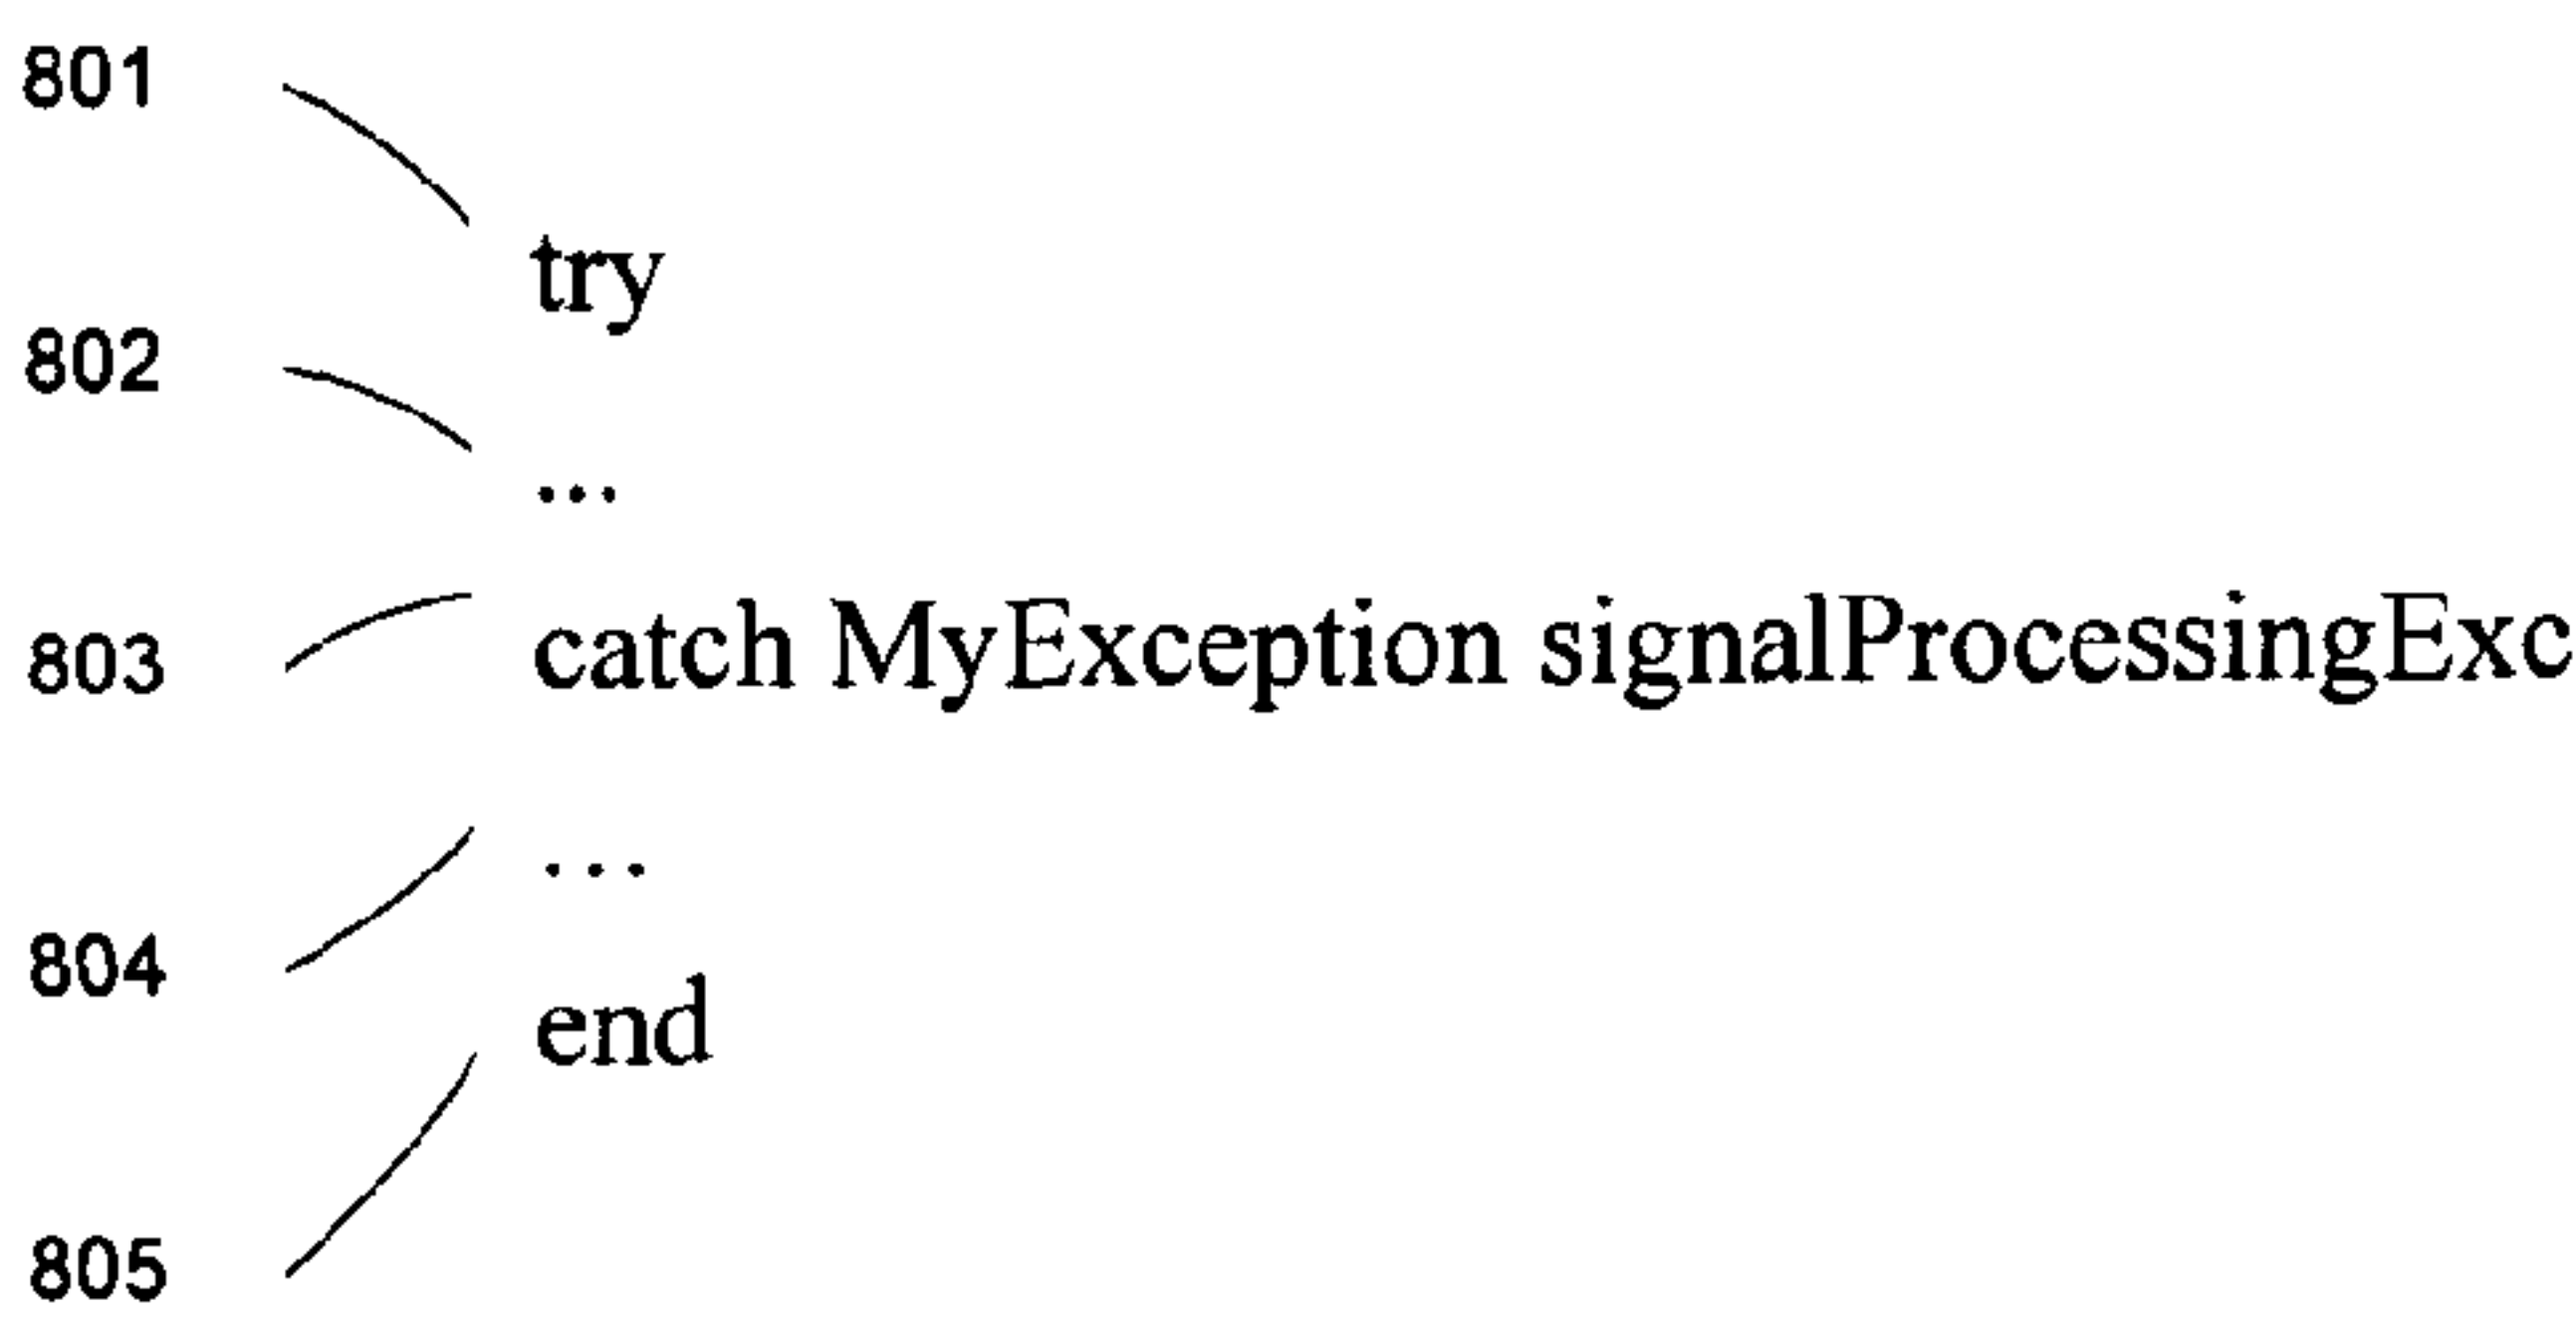 801
try
802
...
catch MyException signalProcessingExc
803
...
804
end
805